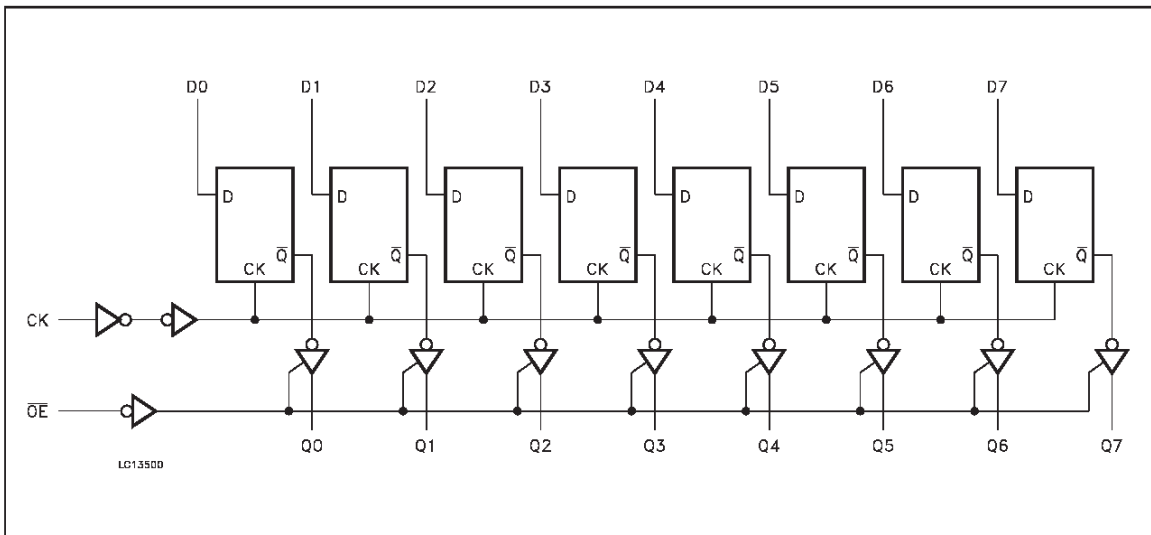 D0 D1 D2 D3 D4 D5 D6 D7
D D D D D D D D
Q̅ Q̅ Q̅ Q̅ Q̅ Q̅ Q̅ Q̅
CK CK CK CK CK CK CK CK
CK
O̅E̅
Q0 Q1 Q2 Q3 Q4 Q5 Q6 Q7
LC13500